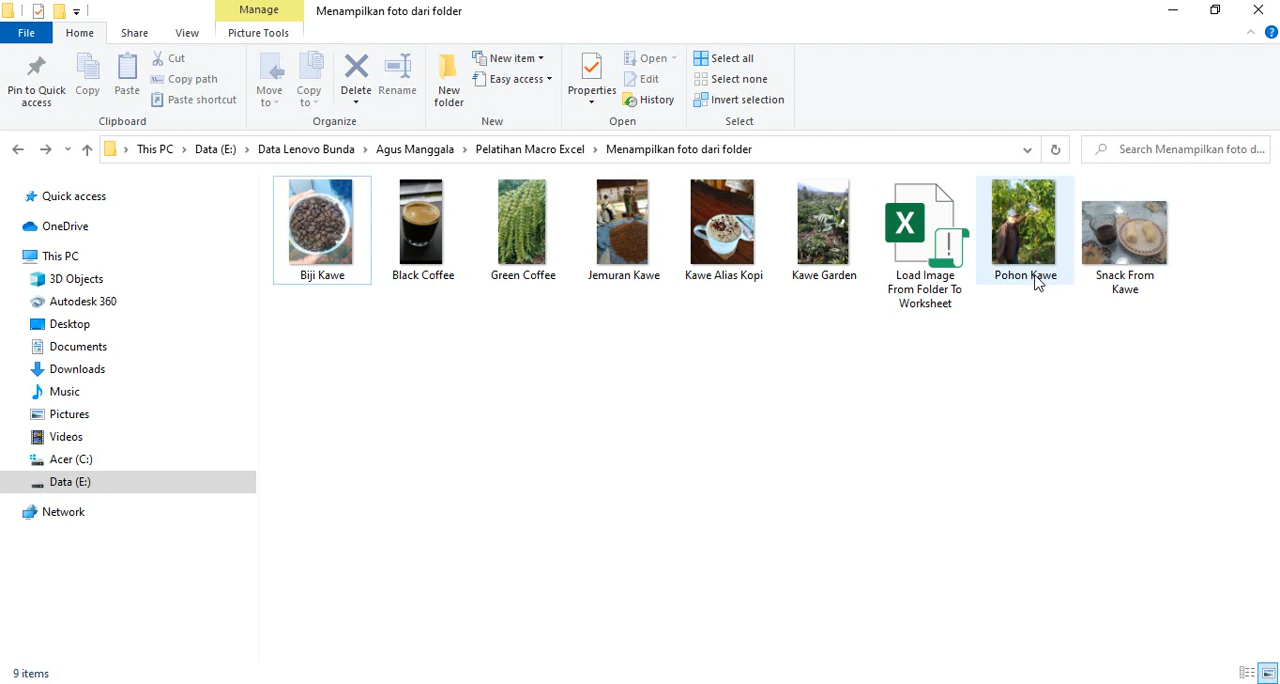 Manage
Menampilkan foto dari folder
File
Home
Share
View
Picture Tools
Pin to Quick access
Copy
Paste
Cut
Copy path
Paste shortcut
Clipboard
Move to
Copy to
Delete
Rename
Organize
New folder
New item
Easy access
New
Properties
Open
Edit
History
Open
Select all
Select none
Invert selection
Select
This PC > Data (E:) > Data Lenovo Bunda > Agus Manggala > Pelatihan Macro Excel > Menampilkan foto dari folder
Search Menampilkan foto d...
Quick access
OneDrive
This PC
3D Objects
Autodesk 360
Desktop
Documents
Downloads
Music
Pictures
Videos
Acer (C:)
Data (E:)
Network
Biji Kawe
Black Coffee
Green Coffee
Jemuran Kawe
Kawe Alias Kopi
Kawe Garden
Load Image
From Folder To
Worksheet
Pohon Kawe
Snack From
Kawe
9 items